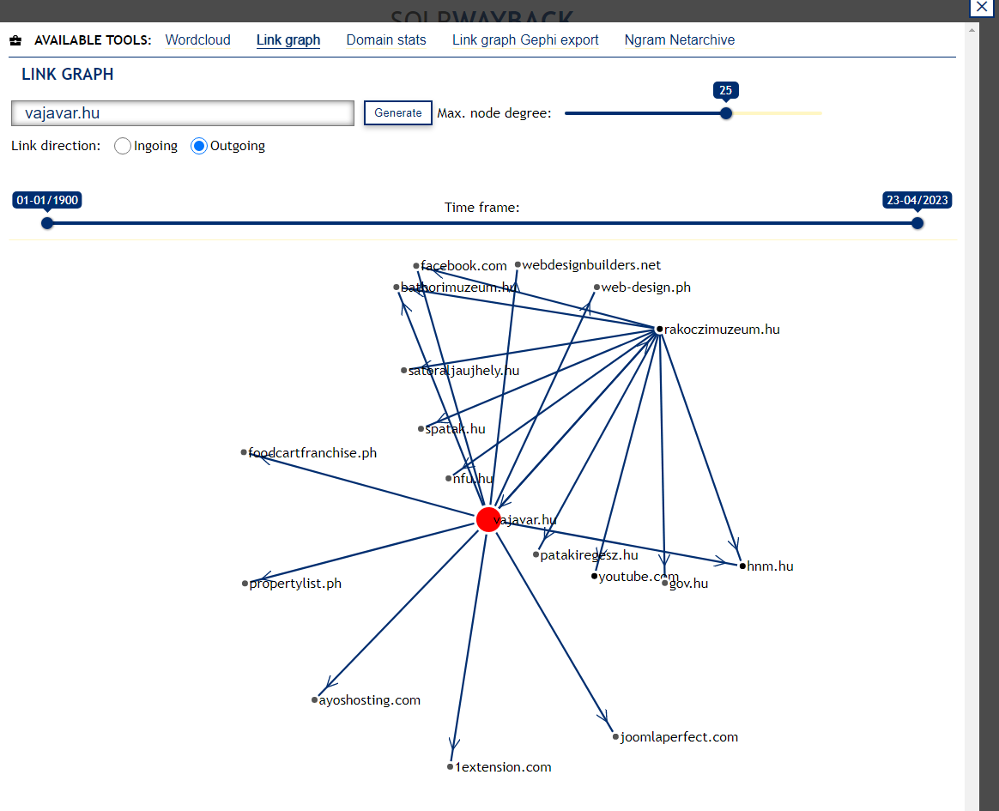 SOLRWAYBACK
AVAILABLE TOOLS: Wordcloud Link graph Domain stats Link graph Gephi export Ngram Netarchive
LINK GRAPH
25
vajavar.hu Generate Max. node degree:
Link direction: Ingoing Outgoing
01-01/1900 23-04/2023
Time frame:
facebook.com webdesignbuilders.net
bathorimuzeum.hu web-design.ph
rakoczimuzeum.hu
satoraljaujhely.hu
spatak.hu
foodcartfranchise.ph
nfu.hu
vajavar.hu
patakiregesz.hu
hnm.hu
youtube.com
propertylist.ph gov.hu
ayoshosting.com
joomlaperfect.com
1extension.com